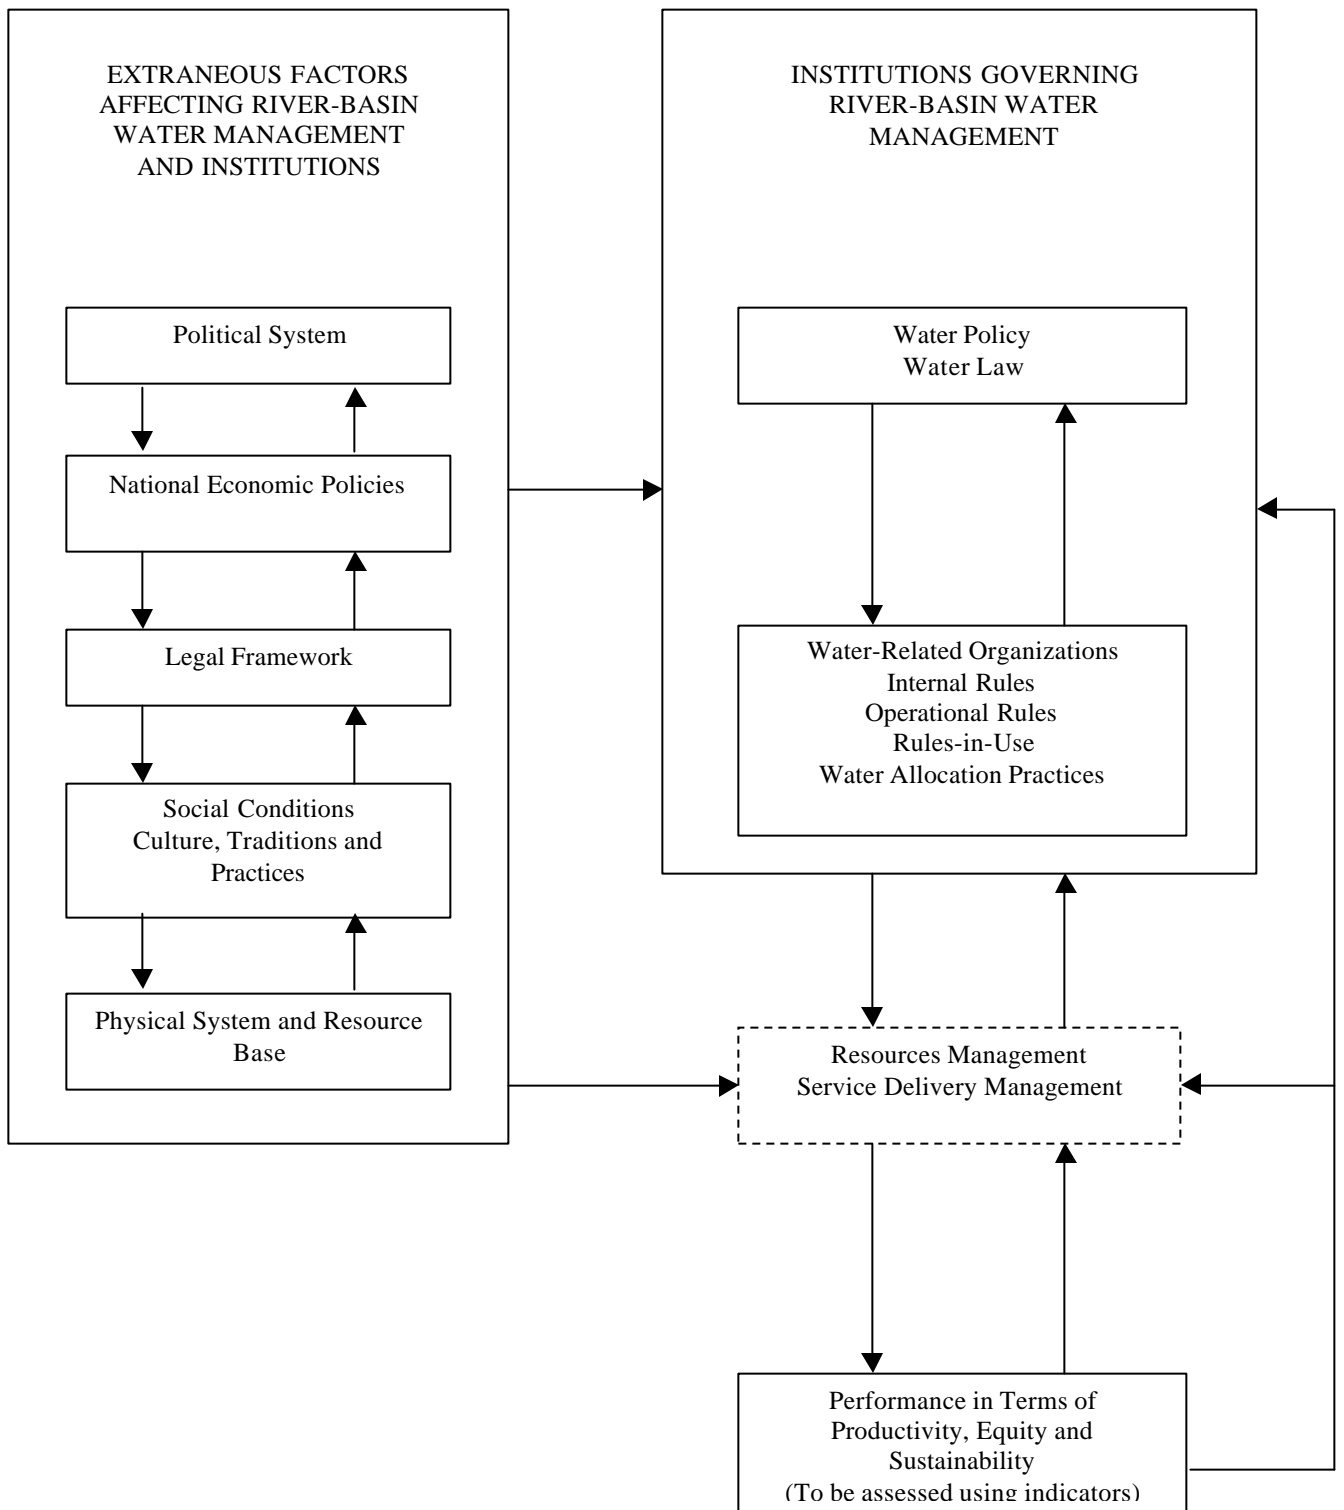 EXTRANEOUS FACTORS
AFFECTING RIVER-BASIN
WATER MANAGEMENT
AND INSTITUTIONS
Political System
National Economic Policies
Legal Framework
Social Conditions
Culture, Traditions and
Practices
Physical System and Resource
Base
INSTITUTIONS GOVERNING
RIVER-BASIN WATER
MANAGEMENT
Water Policy
Water Law
Water-Related Organizations
Internal Rules
Operational Rules
Rules-in-Use
Water Allocation Practices
Resources Management
Service Delivery Management
Performance in Terms of
Productivity, Equity and
Sustainability
(To be assessed using indicators)